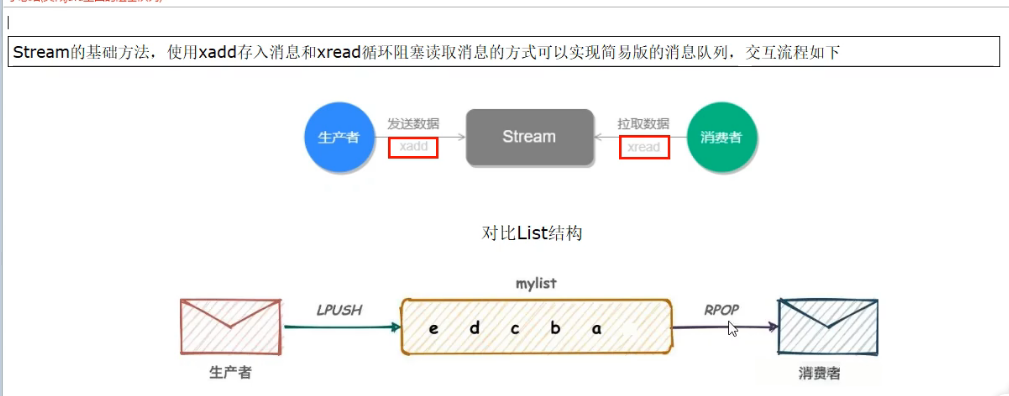 Stream的基础方法，使用xadd存入消息和xread循环阻塞读取消息的方式可以实现简易版的消息队列，交互流程如下
生产者
发送数据
xadd
Stream
拉取数据
xread
消费者
对比List结构
mylist
LPUSH
e d c b a
RPOP
生产者
消费者